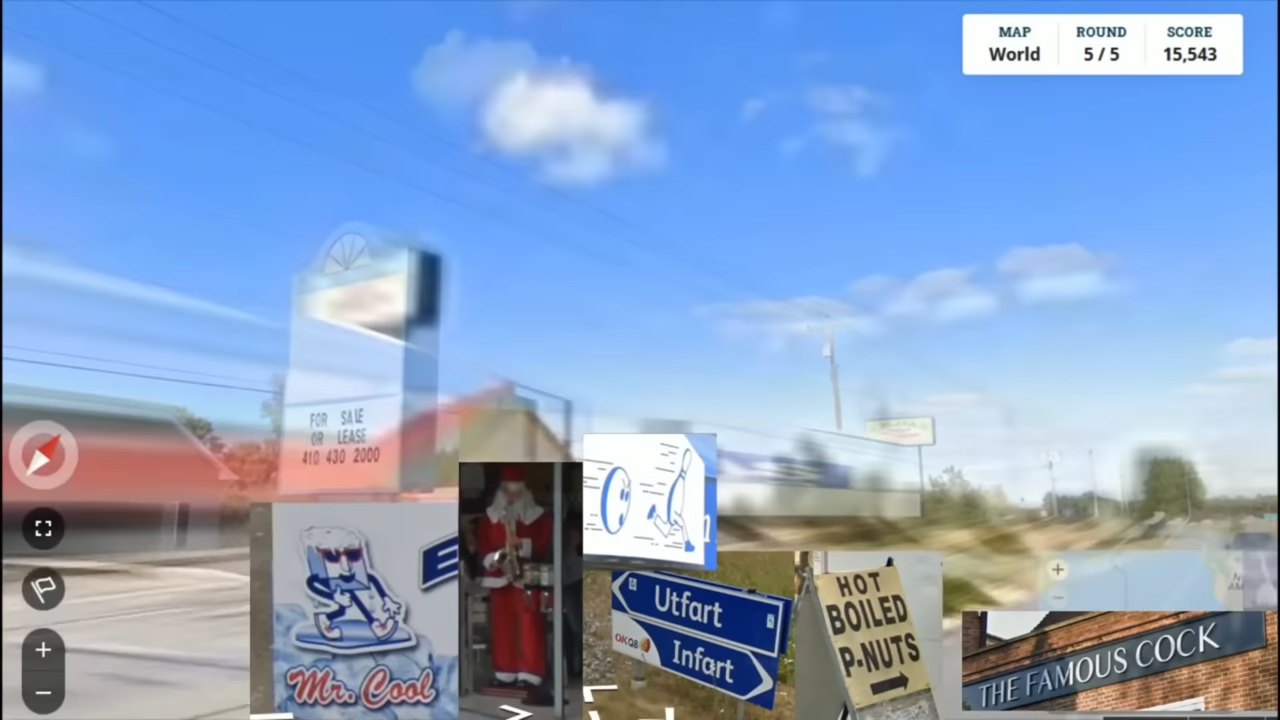 MAP ROUND SCORE
World 5 / 5 15,543
FOR SALE
OR LEASE
410 430 2000
Mr. Cool
Utfart
OKQ8
Infart
HOT
BOILED
P-NUTS
THE FAMOUS COCK